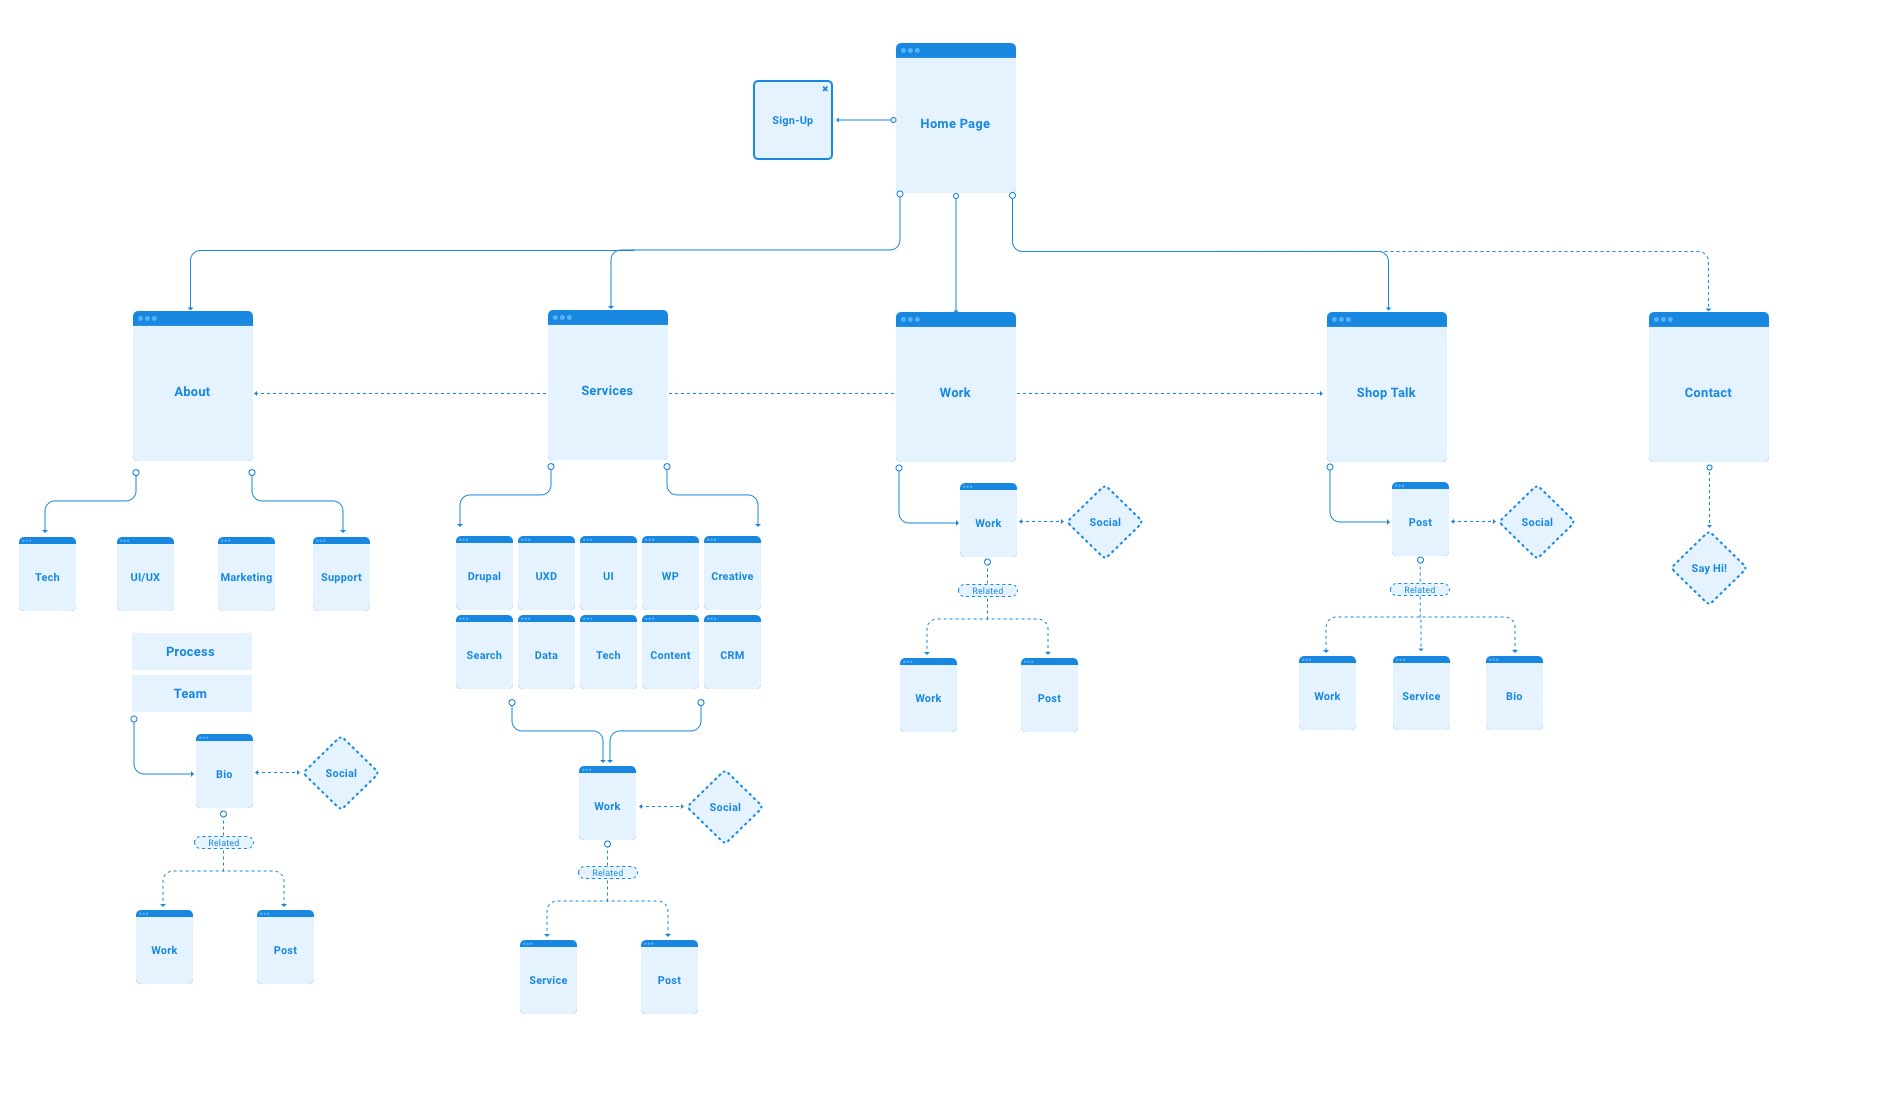 Home Page
Sign-Up
About
Services
Work
Shop Talk
Contact
Tech
UI/UX
Marketing
Support
Process
Team
Bio
Social
Related
Work
Post
Drupal
UXD
UI
WP
Creative
Search
Data
Tech
Content
CRM
Work
Social
Related
Service
Post
Work
Social
Related
Work
Post
Post
Social
Related
Work
Service
Bio
Say Hi!